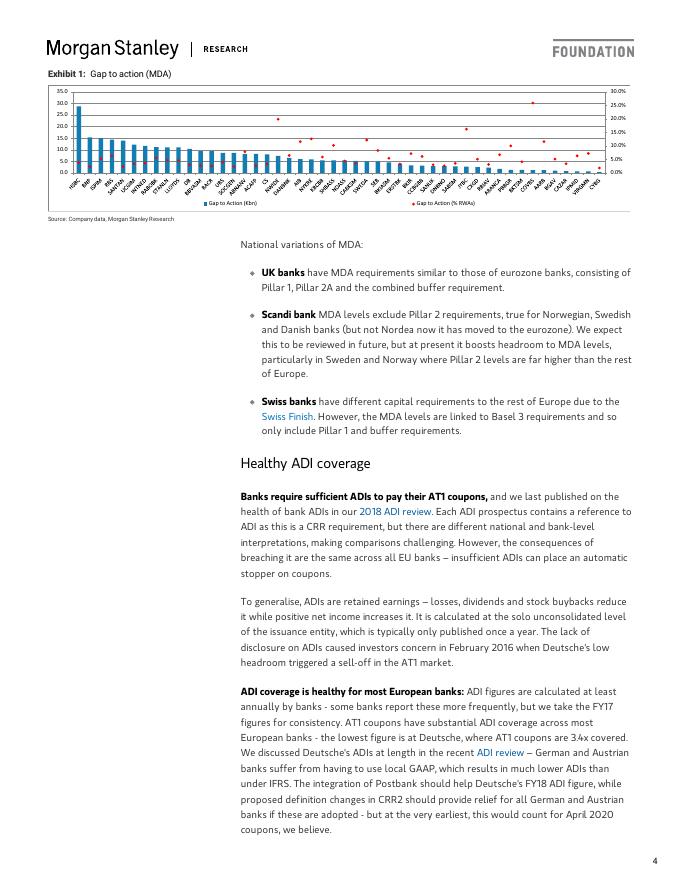 Morgan Stanley | RESEARCH
FOUNDATION
Exhibit 1: Gap to action (MDA)
35.0
30.0
25.0
20.0
15.0
10.0
5.0
0.0
30.0%
25.0%
20.0%
15.0%
10.0%
5.0%
0.0%
HSBC BNP ISPIM RBS SANTAN UCGIM INTNED RABOBK STANLN LLOYDS DB BBVASM BACR UBS SOCGEN ABNANV ACAFP CS NDASS DANBNK AIB NYKRE KBCBB SHBASS NWIDE CABKSM SWEDA SEB ERSTBK BKIR CCBGBB SANUK DNBNO SABSM JYBC CXGD RBIAV ARANCA PBBGR BKTSM COVBS AARB BGAV CAZAR IPMID VIRGMN CYBG
Gap to Action (€bn)
Gap to Action (% RWAs)
Source: Company data, Morgan Stanley Research
National variations of MDA:
UK banks have MDA requirements similar to those of eurozone banks, consisting of
Pillar 1, Pillar 2A and the combined buffer requirement.
Scandi bank MDA levels exclude Pillar 2 requirements, true for Norwegian, Swedish
and Danish banks (but not Nordea now it has moved to the eurozone). We expect
this to be reviewed in future, but at present it boosts headroom to MDA levels,
particularly in Sweden and Norway where Pillar 2 levels are far higher than the rest
of Europe.
Swiss banks have different capital requirements to the rest of Europe due to the
Swiss Finish. However, the MDA levels are linked to Basel 3 requirements and so
only include Pillar 1 and buffer requirements.
Healthy ADI coverage
Banks require sufficient ADIs to pay their AT1 coupons, and we last published on the
health of bank ADIs in our 2018 ADI review. Each ADI prospectus contains a reference to
ADI as this is a CRR requirement, but there are different national and bank-level
interpretations, making comparisons challenging. However, the consequences of
breaching it are the same across all EU banks – insufficient ADIs can place an automatic
stopper on coupons.
To generalise, ADIs are retained earnings – losses, dividends and stock buybacks reduce
it while positive net income increases it. It is calculated at the solo unconsolidated level
of the issuance entity, which is typically only published once a year. The lack of
disclosure on ADIs caused investors concern in February 2016 when Deutsche's low
headroom triggered a sell-off in the AT1 market.
ADI coverage is healthy for most European banks: ADI figures are calculated at least
annually by banks - some banks report these more frequently, but we take the FY17
figures for consistency. AT1 coupons have substantial ADI coverage across most
European banks - the lowest figure is at Deutsche, where AT1 coupons are 3.4x covered.
We discussed Deutsche's ADIs at length in the recent ADI review – German and Austrian
banks suffer from having to use local GAAP, which results in much lower ADIs than
under IFRS. The integration of Postbank should help Deutsche's FY18 ADI figure, while
proposed definition changes in CRR2 should provide relief for all German and Austrian
banks if these are adopted - but at the very earliest, this would count for April 2020
coupons, we believe.
4